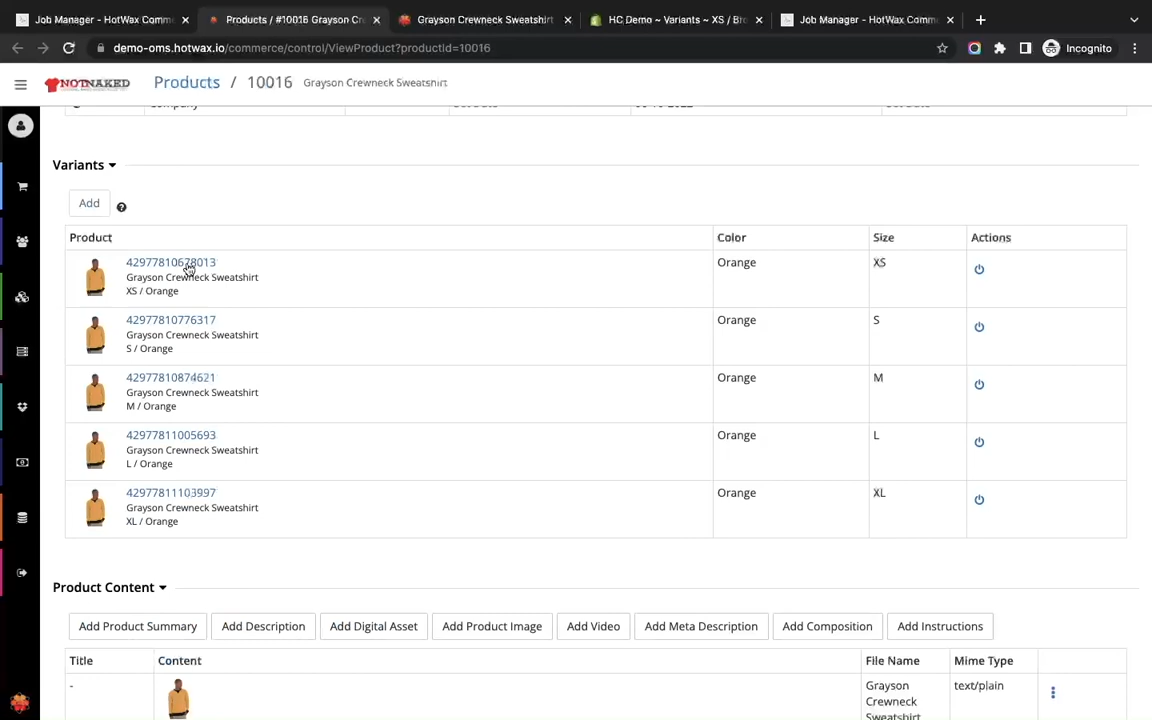 Job Manager - HotWax Comme
Products / #10016 Grayson Cr
Grayson Crewneck Sweatshirt
HC Demo ~ Variants ~ XS / Bro
Job Manager - HotWax Comme
demo-oms.hotwax.io/commerce/control/ViewProduct?productId=10016
Incognito
NOTNAKED
Products / 10016 Grayson Crewneck Sweatshirt
Company
Variants
Add
Product Color Size Actions
42977810678013 Orange XS
Grayson Crewneck Sweatshirt
XS / Orange
42977810776317 Orange S
Grayson Crewneck Sweatshirt
S / Orange
42977810874621 Orange M
Grayson Crewneck Sweatshirt
M / Orange
42977811005693 Orange L
Grayson Crewneck Sweatshirt
L / Orange
42977811103997 Orange XL
Grayson Crewneck Sweatshirt
XL / Orange
Product Content
Add Product Summary Add Description Add Digital Asset Add Product Image Add Video Add Meta Description Add Composition Add Instructions
Title Content File Name Mime Type
- Grayson text/plain
Crewneck
Sweatshirt